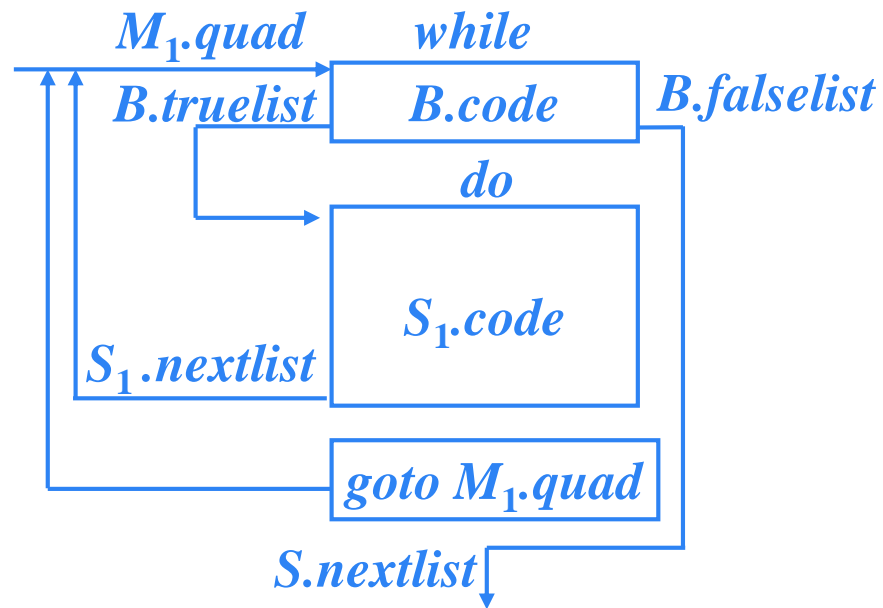 M₁.quad while
B.truelist B.code B.falselist
do
S₁.code
S₁.nextlist
goto M₁.quad
S.nextlist